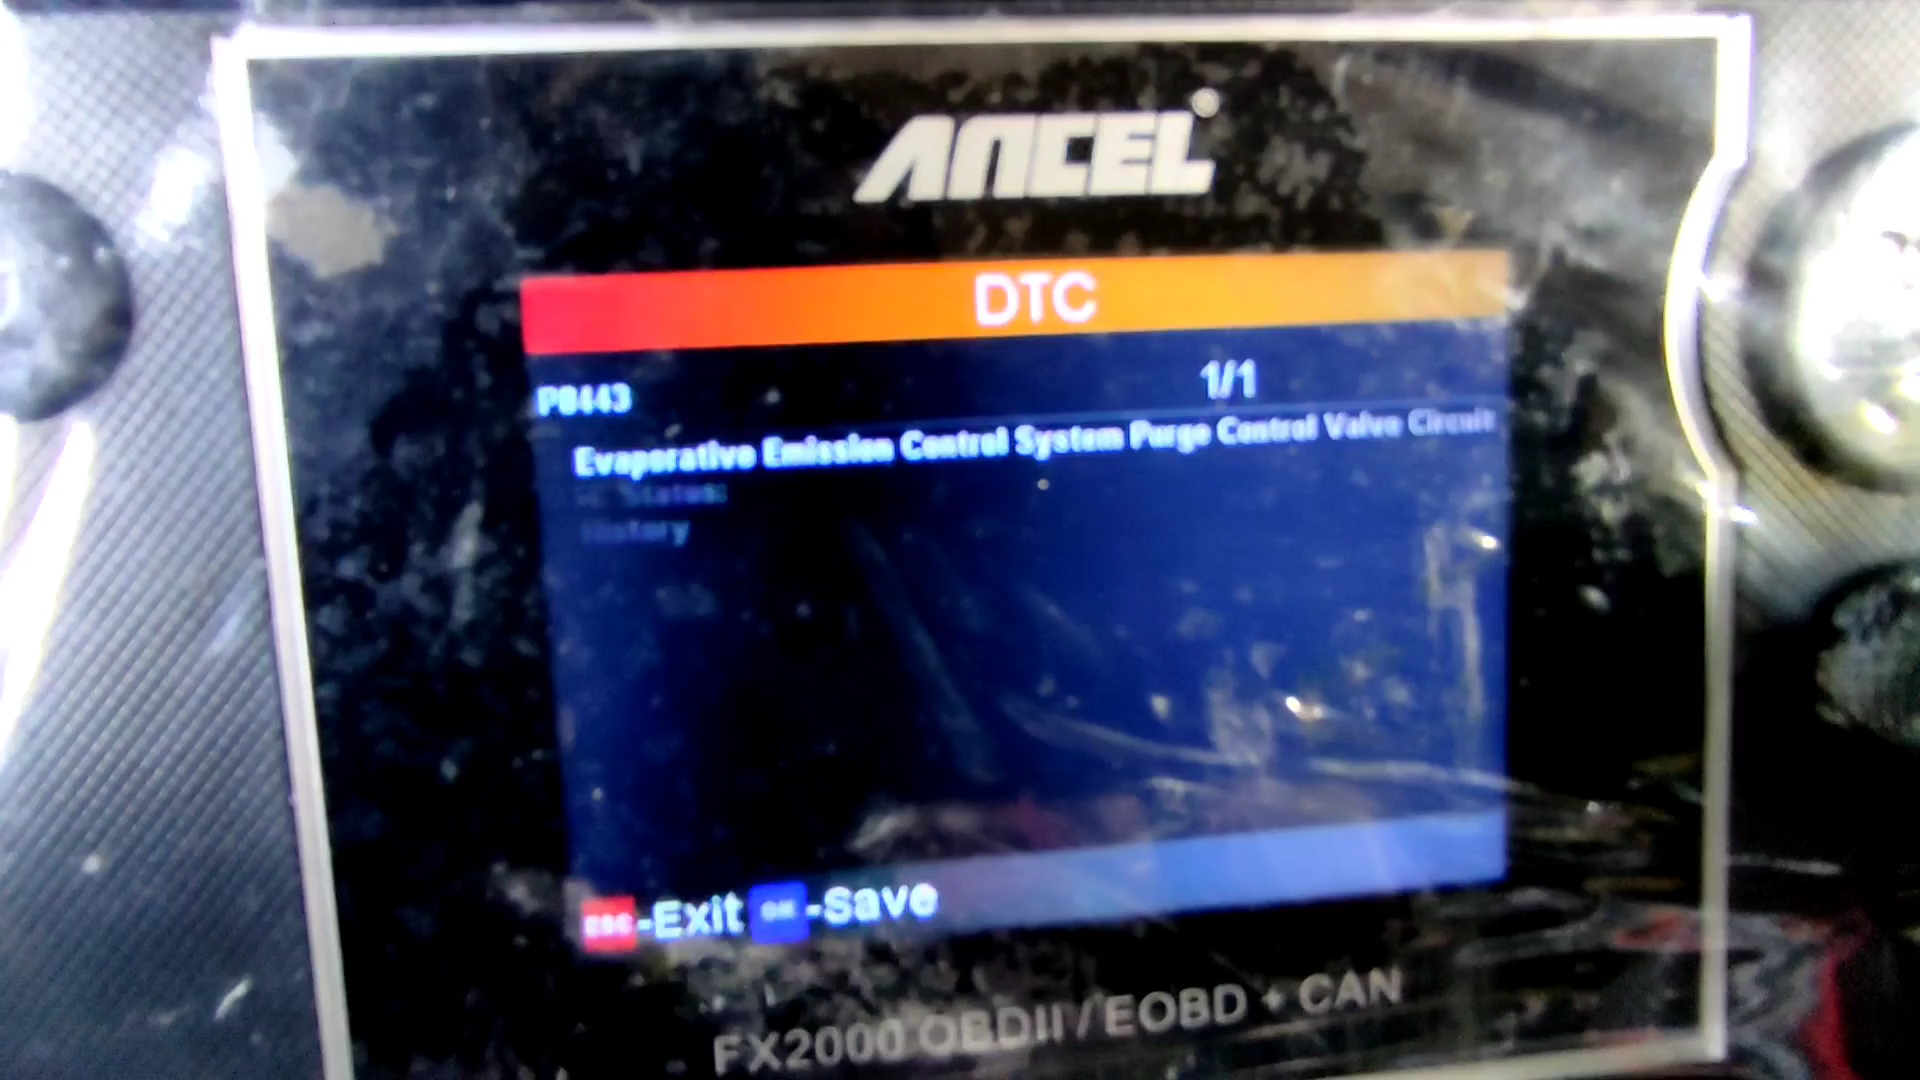 ANCEL
DTC
P0443 1/1
Evaporative Emission Control System Purge Control Valve Circuit
Status:
History
ESC-Exit OK-Save
FX2000 OBDII / EOBD + CAN